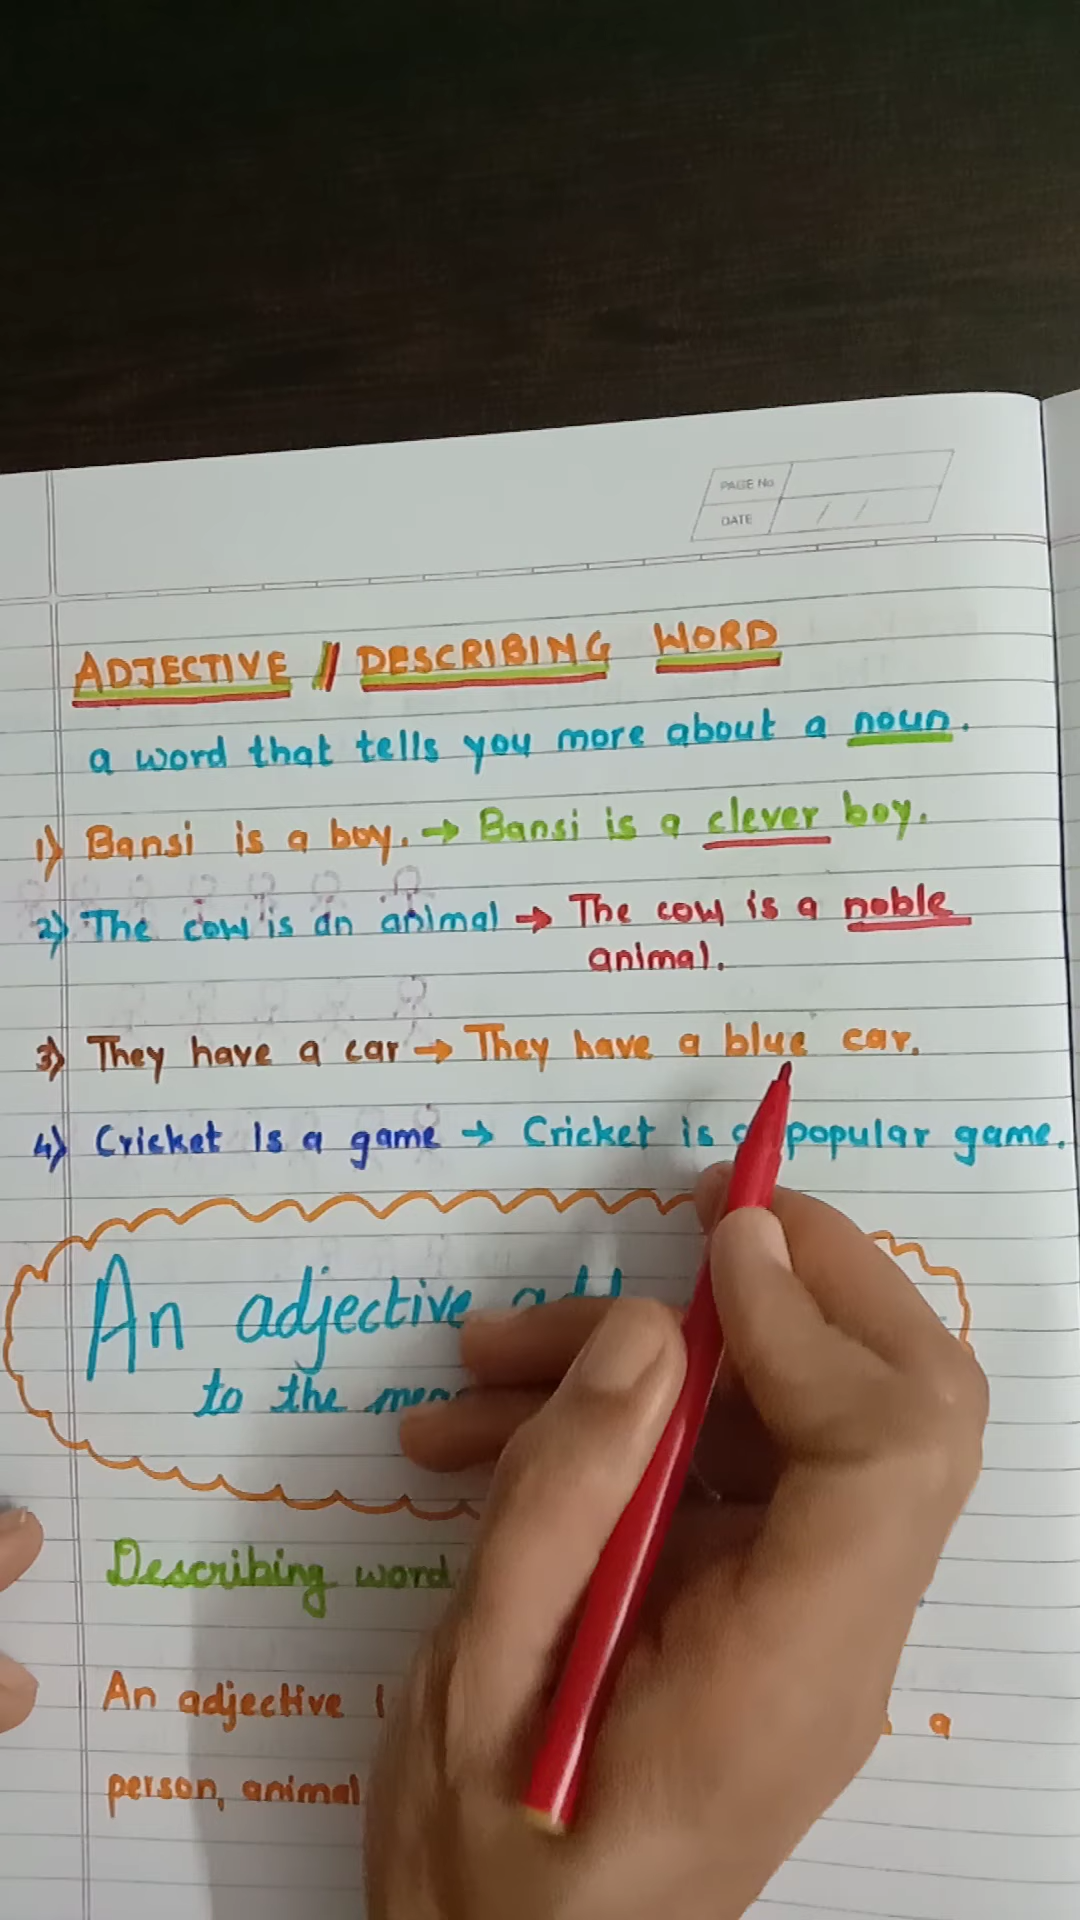 PAGE No
DATE / /
ADJECTIVE // DESCRIBING WORD
a word that tells you more about a noun.
1) Bansi is a boy. → Bansi is a clever boy.
2) The cow is an animal → The cow is a noble
animal.
3) They have a car → They have a blue car.
4) Cricket is a game → Cricket is a popular game.
An adjective
to the
Describing word
An adjective a
person, animal